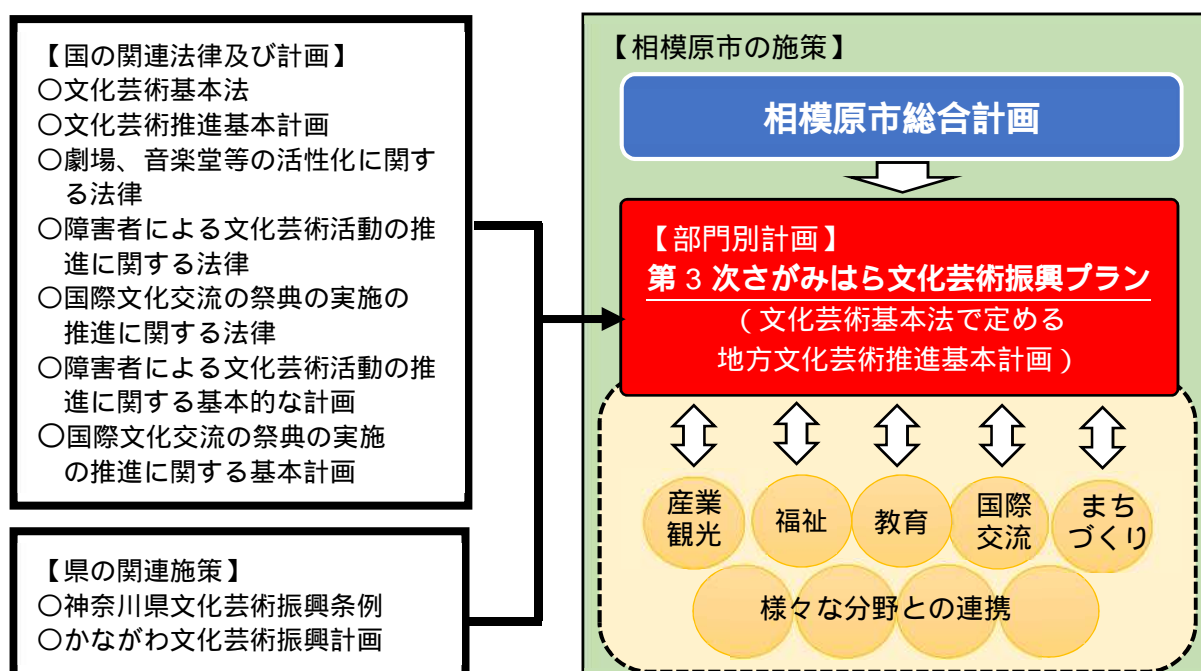 【国の関連法律及び計画】
〇文化芸術基本法
〇文化芸術推進基本計画
〇劇場、音楽堂等の活性化に関す
る法律
〇障害者による文化芸術活動の推
進に関する法律
〇国際文化交流の祭典の実施の
推進に関する法律
〇障害者による文化芸術活動の推
進に関する基本的な計画
〇国際文化交流の祭典の実施
の推進に関する基本計画
【県の関連施策】
〇神奈川県文化芸術振興条例
〇かながわ文化芸術振興計画
【相模原市の施策】
相模原市総合計画
【部門別計画】
第3次さがみはら文化芸術振興プラン
（文化芸術基本法で定める
地方文化芸術推進基本計画）
産業
観光
福祉
教育
国際
交流
まち
づくり
様々な分野との連携